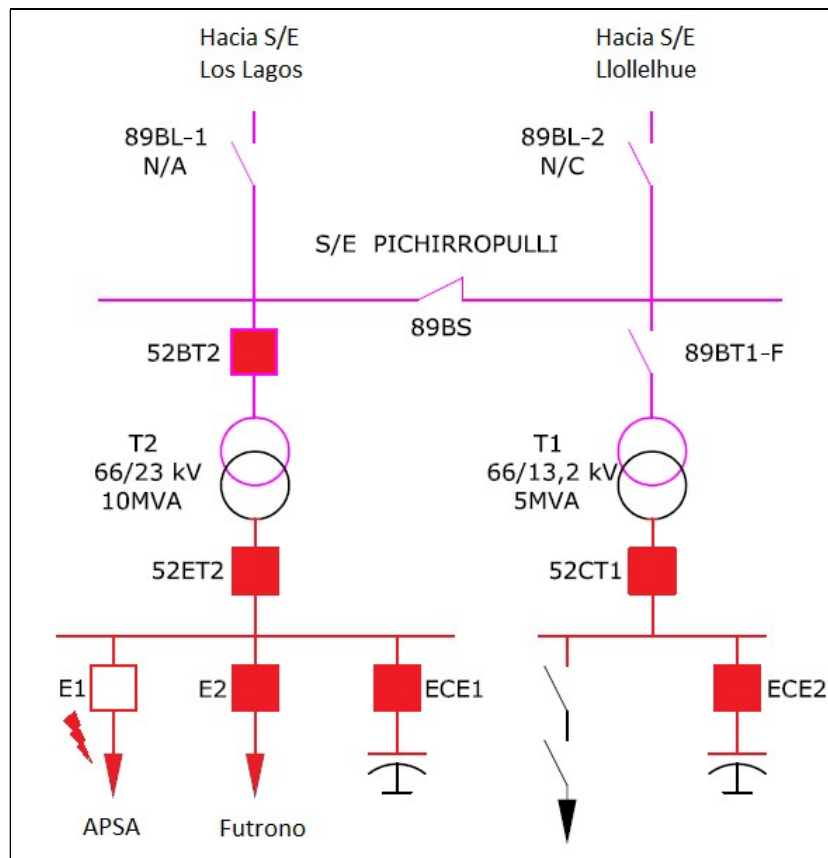 Hacia S/E
Los Lagos
Hacia S/E
Llollelhue
89BL-1
N/A
89BL-2
N/C
S/E PICHIRROPULLI
89BS
52BT2
89BT1-F
T2
66/23 kV
10MVA
T1
66/13,2 kV
5MVA
52ET2
52CT1
E1
E2
ECE1
ECE2
APSA
Futrono